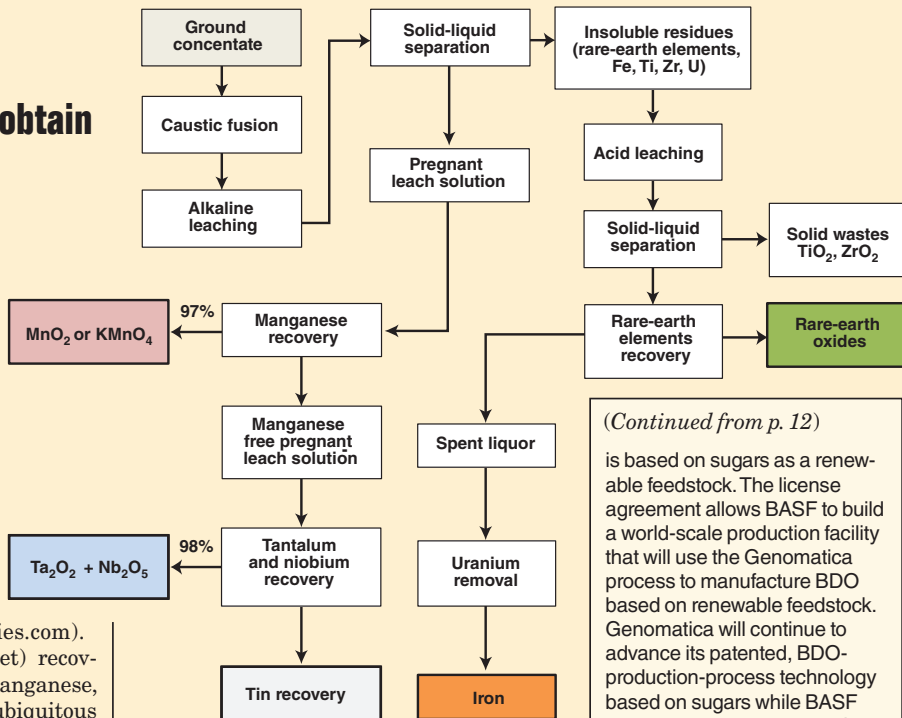 obtain
Ground
concentate
Caustic fusion
Alkaline
leaching
Solid-liquid
separation
Pregnant
leach solution
Insoluble residues
(rare-earth elements,
Fe, Ti, Zr, U)
Acid leaching
Solid-liquid
separation
Solid wastes
TiO₂, ZrO₂
Rare-earth
elements
recovery
Rare-earth
oxides
MnO₂ or KMnO₄
97%
Manganese
recovery
Manganese
free pregnant
leach solution
Ta₂O₂ + Nb₂O₅
98%
Tantalum
and niobium
recovery
Tin recovery
Spent liquor
Uranium
removal
Iron
ies.com).
et) recov-
anganese,
ubiquitous
(Continued from p. 12)
is based on sugars as a renew-
able feedstock. The license
agreement allows BASF to build
a world-scale production facility
that will use the Genomatica
process to manufacture BDO
based on renewable feedstock.
Genomatica will continue to
advance its patented, BDO-
production-process technology
based on sugars while BASF